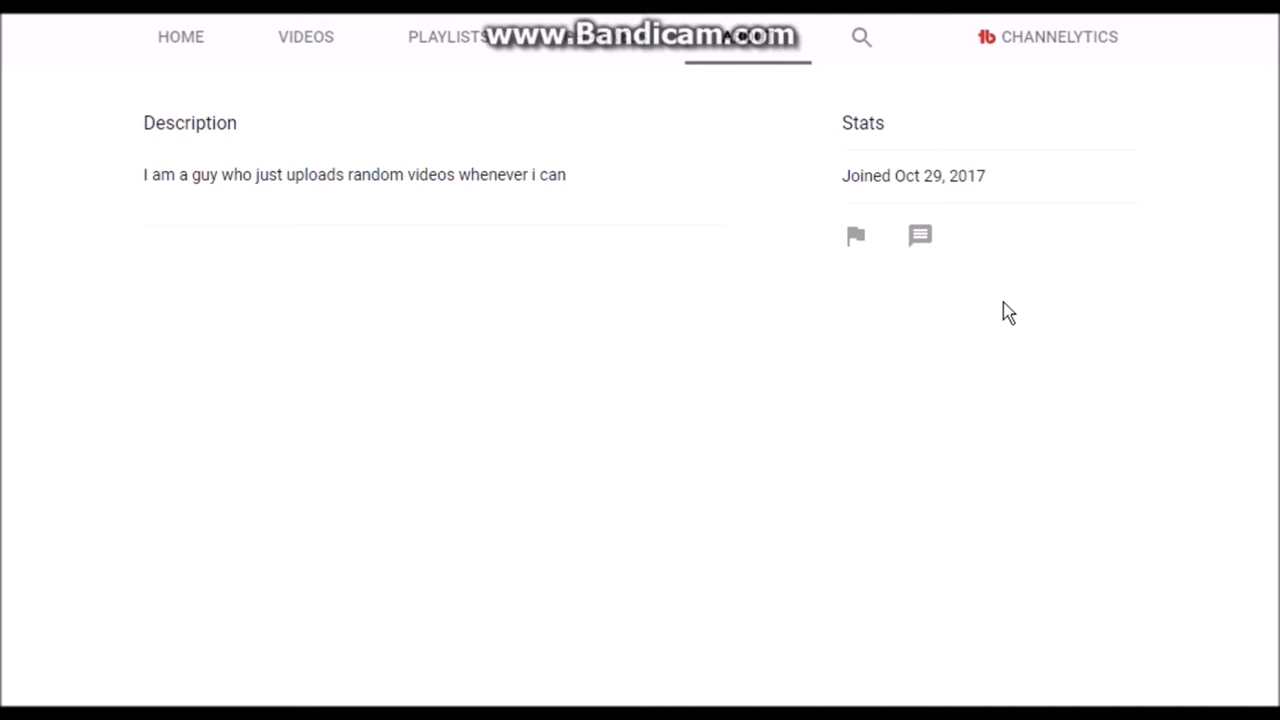 HOME VIDEOS PLAYLISTS www.Bandicam.com CHANNELYTICS
Description Stats
I am a guy who just uploads random videos whenever i can Joined Oct 29, 2017